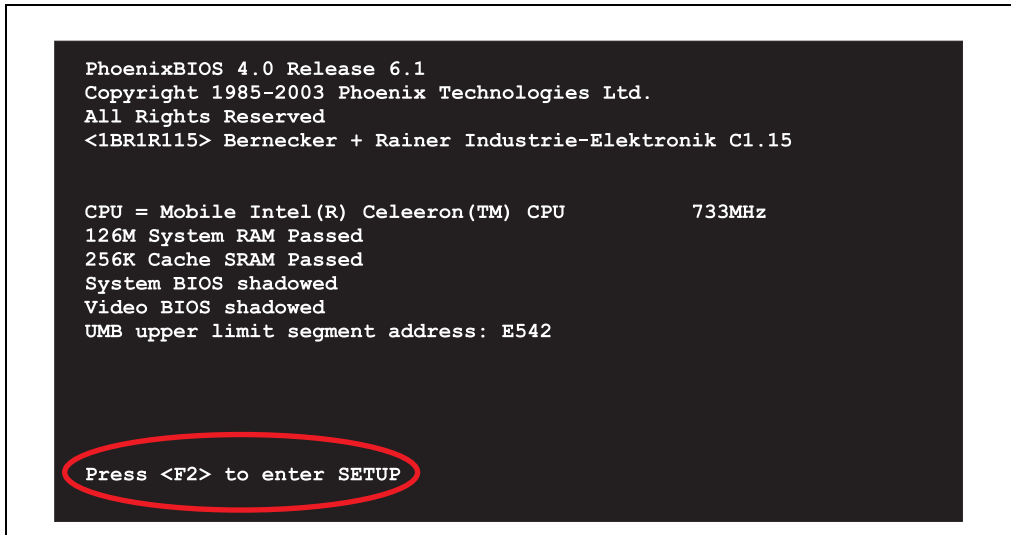 PhoenixBIOS 4.0 Release 6.1
Copyright 1985-2003 Phoenix Technologies Ltd.
All Rights Reserved
<1BR1R115> Bernecker + Rainer Industrie-Elektronik C1.15
CPU = Mobile Intel(R) Celeeron(TM) CPU 733MHz
126M System RAM Passed
256K Cache SRAM Passed
System BIOS shadowed
Video BIOS shadowed
UMB upper limit segment address: E542
Press <F2> to enter SETUP